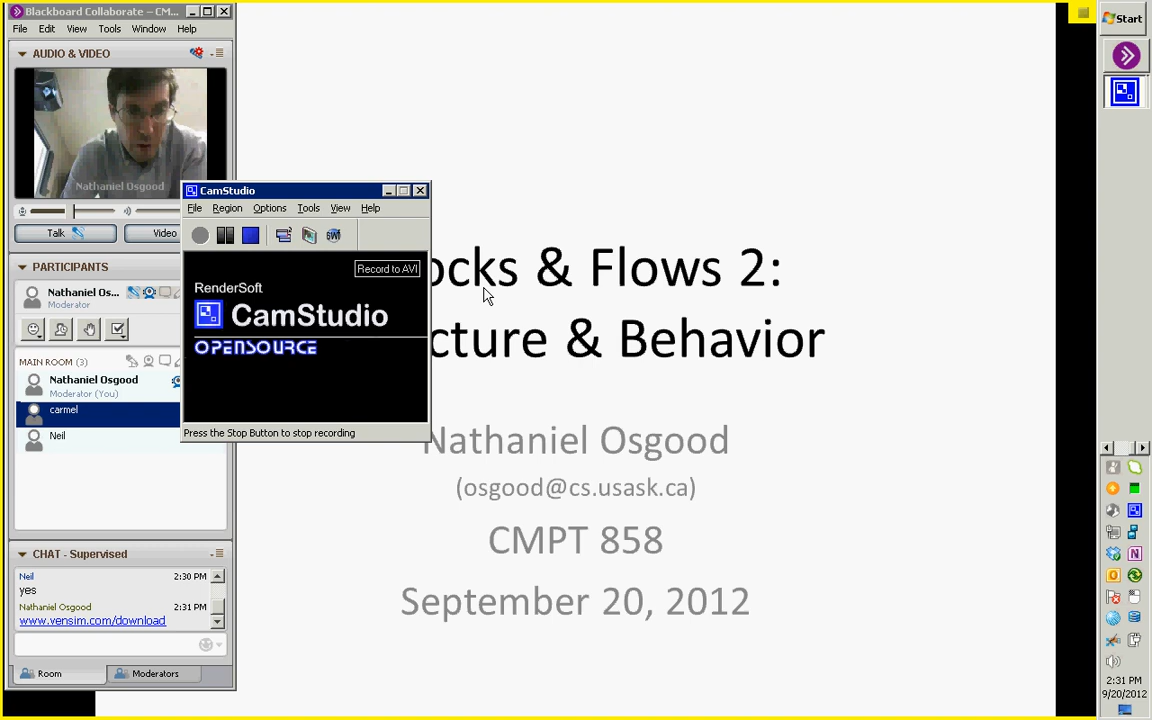 Blackboard Collaborate – CM...
File Edit View Tools Window Help
AUDIO & VIDEO
Nathaniel Osgood
Talk Video
PARTICIPANTS
Nathaniel Os...
Moderator
MAIN ROOM (3)
Nathaniel Osgood
Moderator (You)
carmel
Neil
CHAT - Supervised
Neil 2:30 PM
yes
Nathaniel Osgood 2:31 PM
www.vensim.com/download
Room Moderators
CamStudio
File Region Options Tools View Help
Record to AVI
RenderSoft
CamStudio
OPENSOURCE
Press the Stop Button to stop recording
ocks & Flows 2:
cture & Behavior
Nathaniel Osgood
(osgood@cs.usask.ca)
CMPT 858
September 20, 2012
Start
2:31 PM
9/20/2012